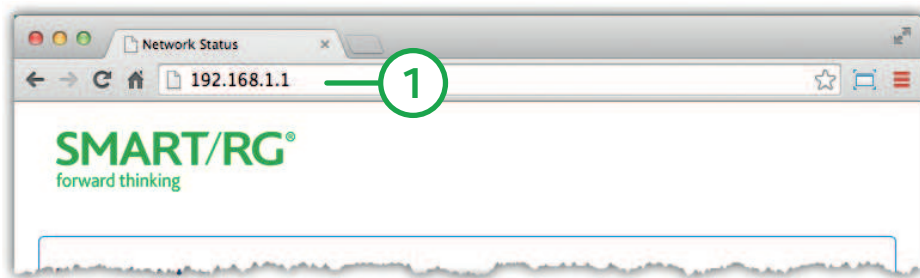 Network Status
192.168.1.1
1
SMART/RG®
forward thinking